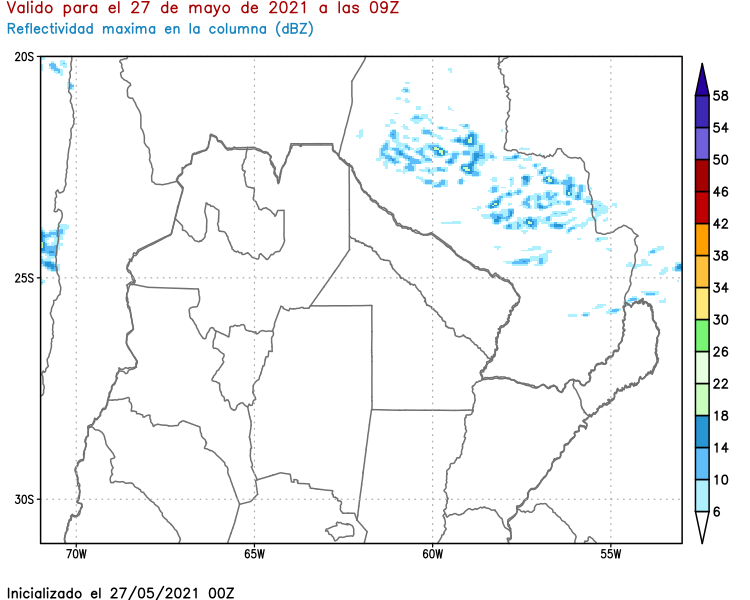 Valido para el 27 de mayo de 2021 a las 09Z
Reflectividad maxima en la columna (dBZ)
20S
25S
30S
70W
65W
60W
55W
58
54
50
46
42
38
34
30
26
22
18
14
10
6
Inicializado el 27/05/2021 00Z